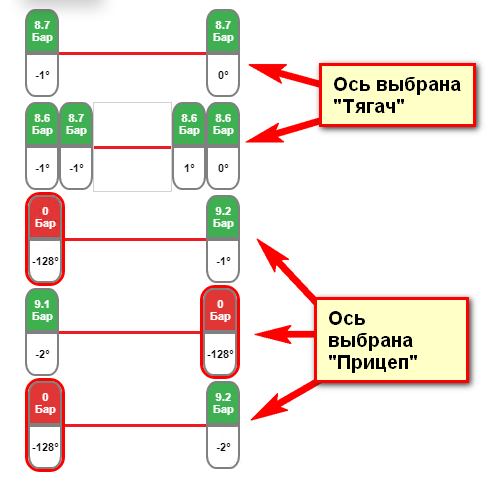 8.7 8.7
Бар Бар
-1° 0°
Ось выбрана
"Тягач"
8.6 8.7 8.6 8.6
Бар Бар Бар Бар
-1° -1° 1° 0°
0 9.2
Бар Бар
-128° -1°
9.1 0
Бар Бар
-2° -128°
Ось
выбрана
"Прицеп"
0 9.2
Бар Бар
-128° -2°